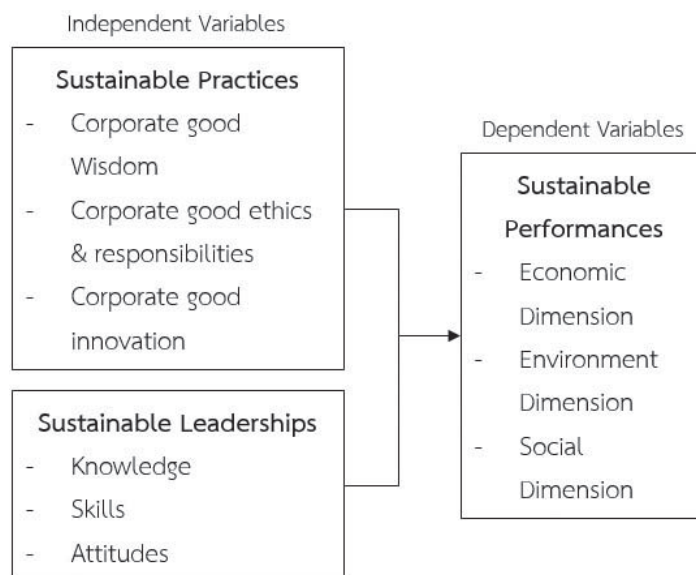 Independent Variables
Sustainable Practices
- Corporate good
Wisdom
- Corporate good ethics
& responsibilities
- Corporate good
innovation
Sustainable Leaderships
- Knowledge
- Skills
- Attitudes
Dependent Variables
Sustainable
Performances
- Economic
Dimension
- Environment
Dimension
- Social
Dimension